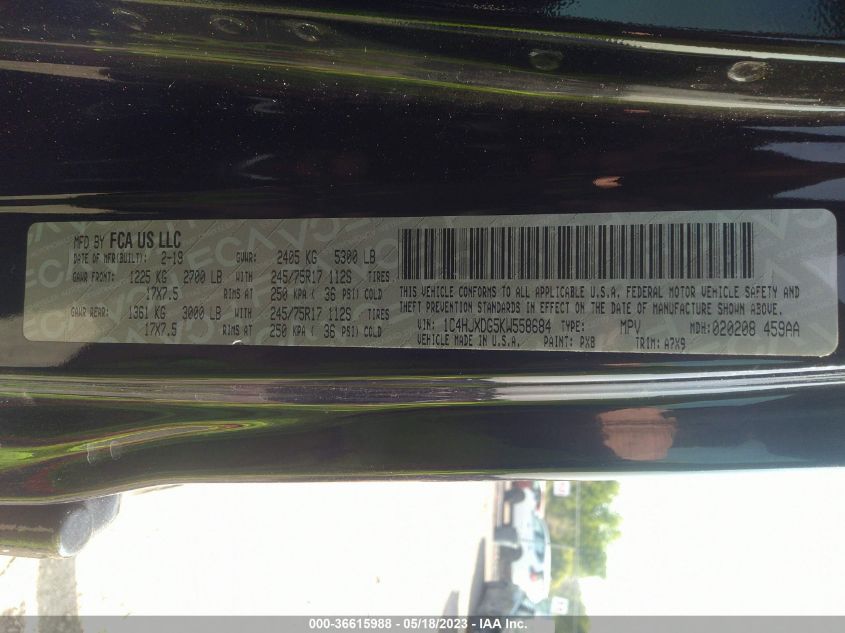 MFD BY FCA US LLC
DATE OF MFR(BUILT): 2-19 GVWR: 2405 KG 5300 LB
GAWR FRONT: 1225 KG 2700 LB WITH 245/75R17 112S TIRES
17X7.5 RIMS AT 250 KPA ( 36 PSI) COLD
GAWR REAR: 1361 KG 3000 LB WITH 245/75R17 112S TIRES
17X7.5 RIMS AT 250 KPA ( 36 PSI) COLD
THIS VEHICLE CONFORMS TO ALL APPLICABLE U.S.A. FEDERAL MOTOR VEHICLE SAFETY AND
THEFT PREVENTION STANDARDS IN EFFECT ON THE DATE OF MANUFACTURE SHOWN ABOVE.
VIN: 1C4HJXDG5KW558684 TYPE: MPV MDH: 020208 459AA
VEHICLE MADE IN U.S.A. PAINT: PX8 TRIM: A7X9
000-36615988 - 05/18/2023 - IAA Inc.